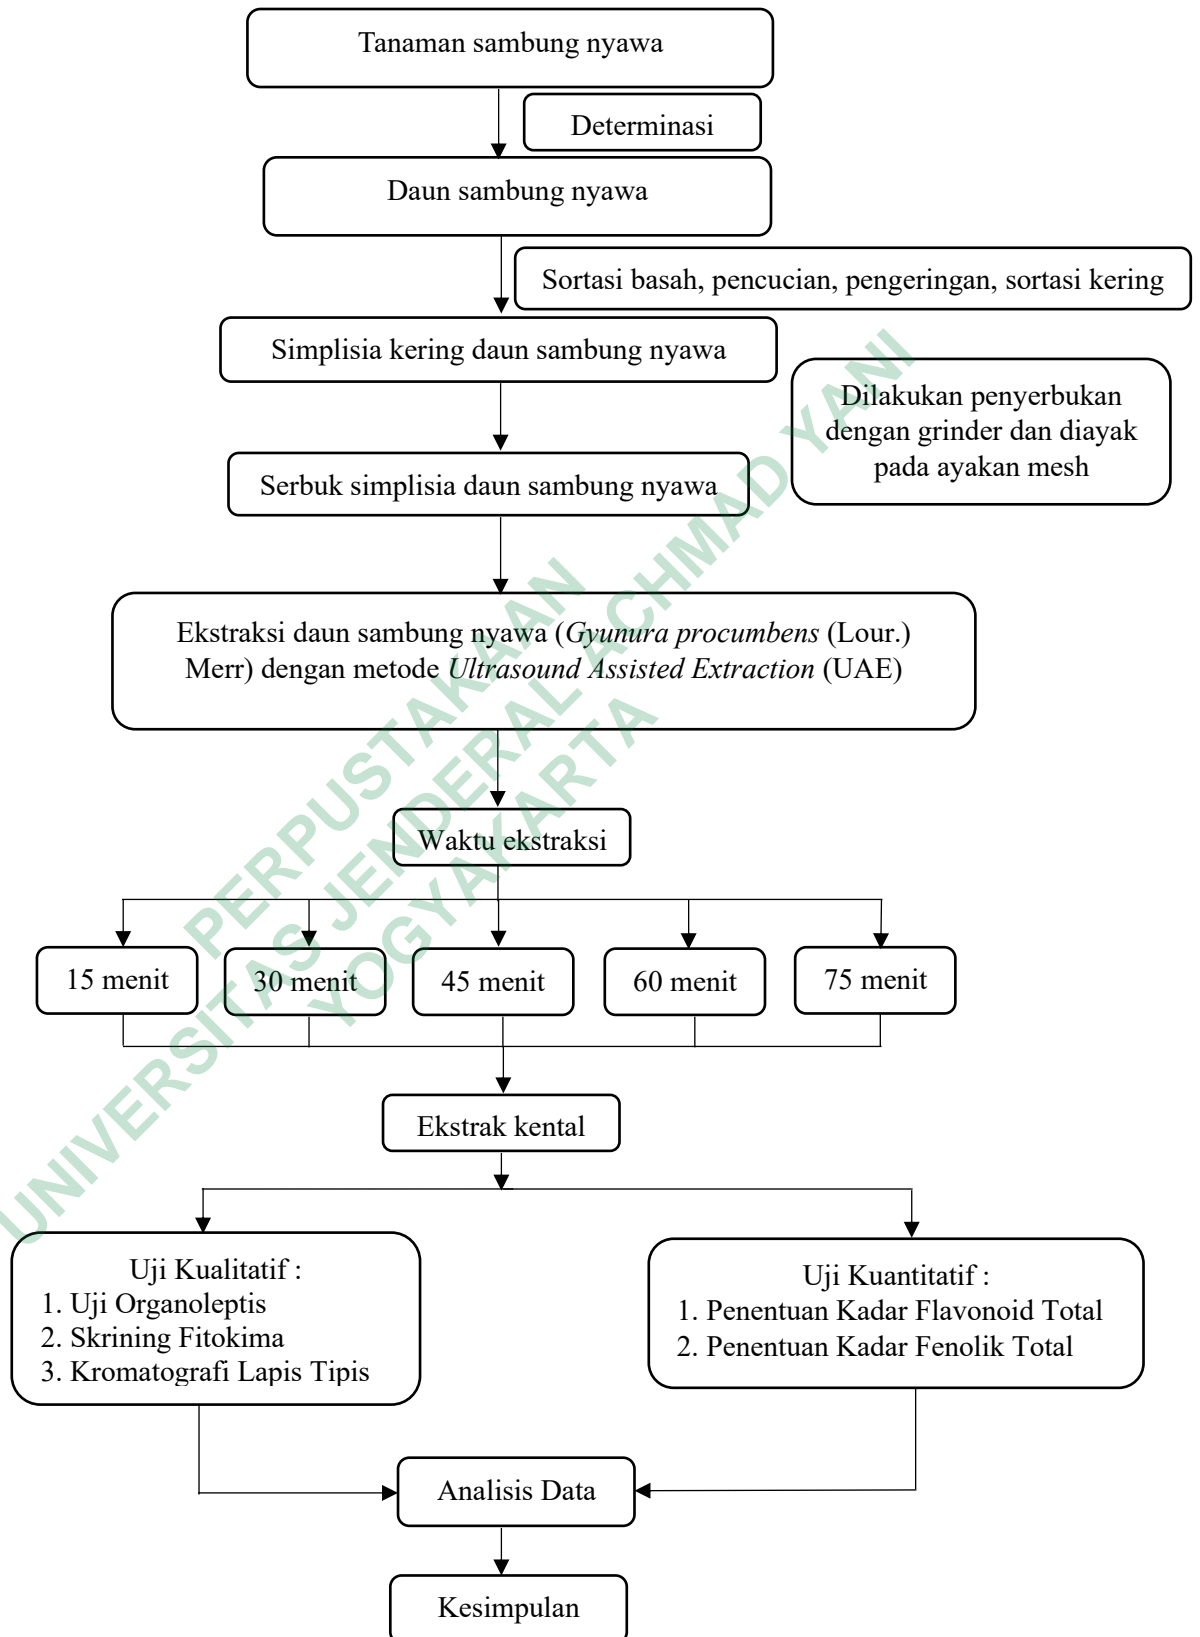 Tanaman sambung nyawa
Determinasi
Daun sambung nyawa
Sortasi basah, pencucian, pengeringan, sortasi kering
Simplisia kering daun sambung nyawa
Dilakukan penyerbukan
dengan grinder dan diayak
pada ayakan mesh
Serbuk simplisia daun sambung nyawa
Ekstraksi daun sambung nyawa (Gyunura procumbens (Lour.)
Merr) dengan metode Ultrasound Assisted Extraction (UAE)
Waktu ekstraksi
15 menit
30 menit
45 menit
60 menit
75 menit
Ekstrak kental
Uji Kualitatif :
1. Uji Organoleptis
2. Skrining Fitokima
3. Kromatografi Lapis Tipis
Uji Kuantitatif :
1. Penentuan Kadar Flavonoid Total
2. Penentuan Kadar Fenolik Total
Analisis Data
Kesimpulan
PERPUSTAKAAN
UNIVERSITAS JENDERAL ACHMAD YANI
YOGYAKARTA